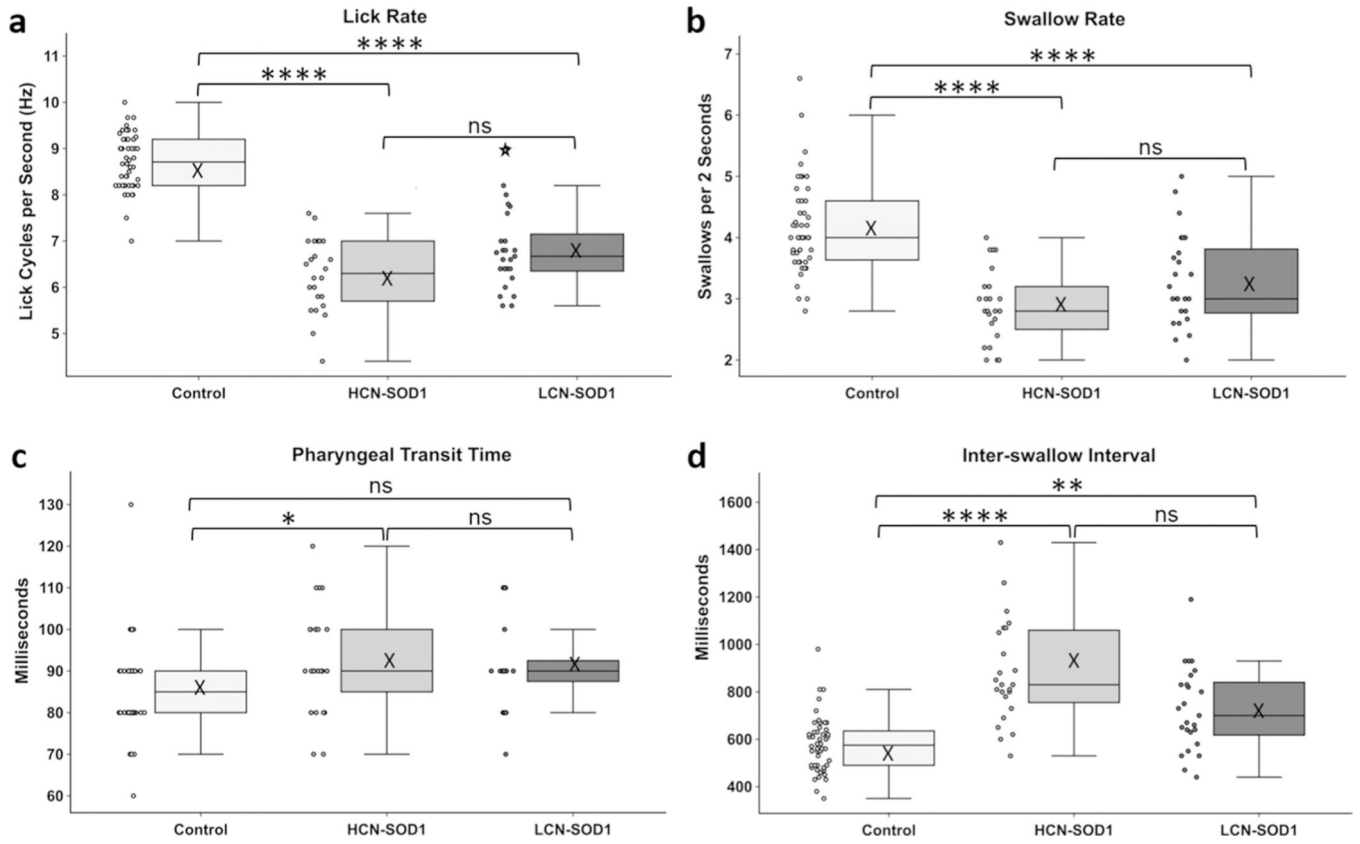 a
Lick Rate
Lick Cycles per Second (Hz)
11
10
9
8
7
6
5
****
****
ns
X
X
X
Control
HCN-SOD1
LCN-SOD1
b
Swallow Rate
Swallows per 2 Seconds
7
6
5
4
3
2
****
****
ns
X
X
X
Control
HCN-SOD1
LCN-SOD1
c
Pharyngeal Transit Time
Milliseconds
130
120
110
100
90
80
70
60
ns
*
ns
X
X
X
Control
HCN-SOD1
LCN-SOD1
d
Inter-swallow Interval
Milliseconds
1600
1400
1200
1000
800
600
400
**
****
ns
X
X
X
Control
HCN-SOD1
LCN-SOD1